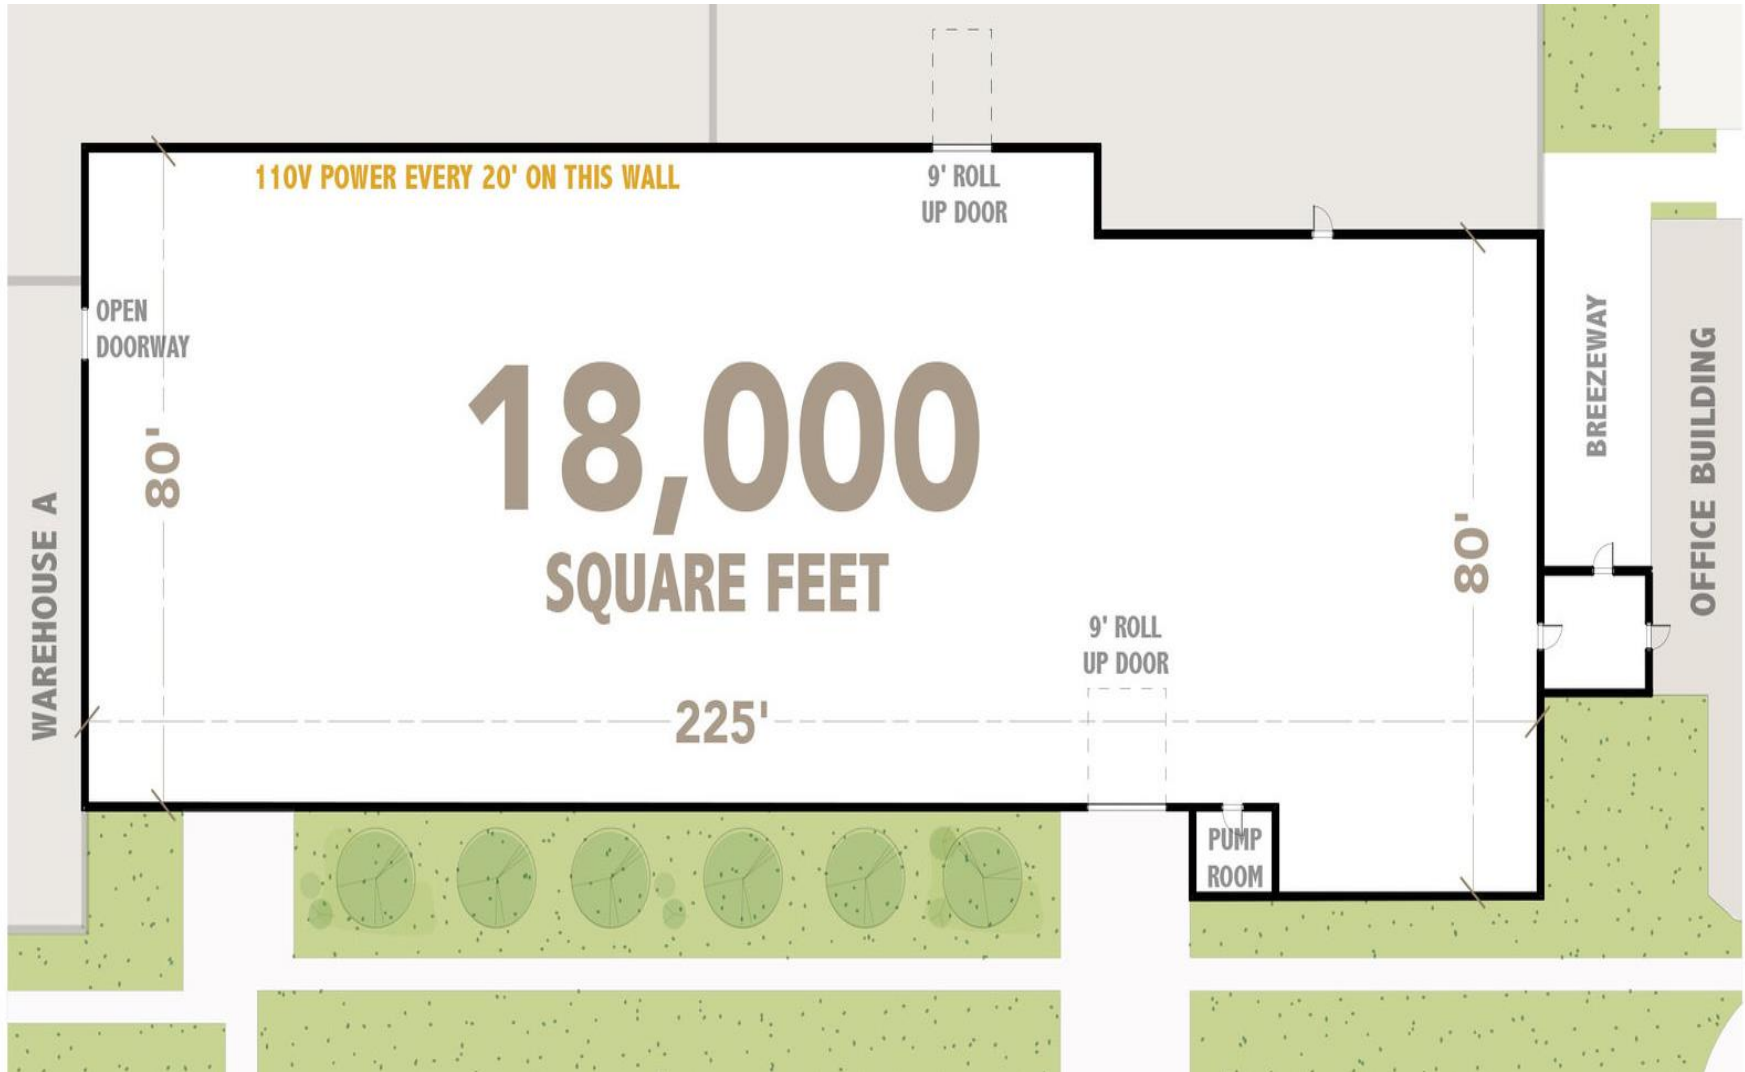 110V POWER EVERY 20' ON THIS WALL
9' ROLL
UP DOOR
OPEN
DOORWAY
80'
18,000
SQUARE FEET
WAREHOUSE A
225'
9' ROLL
UP DOOR
80'
BREEZEWAY
OFFICE BUILDING
PUMP
ROOM